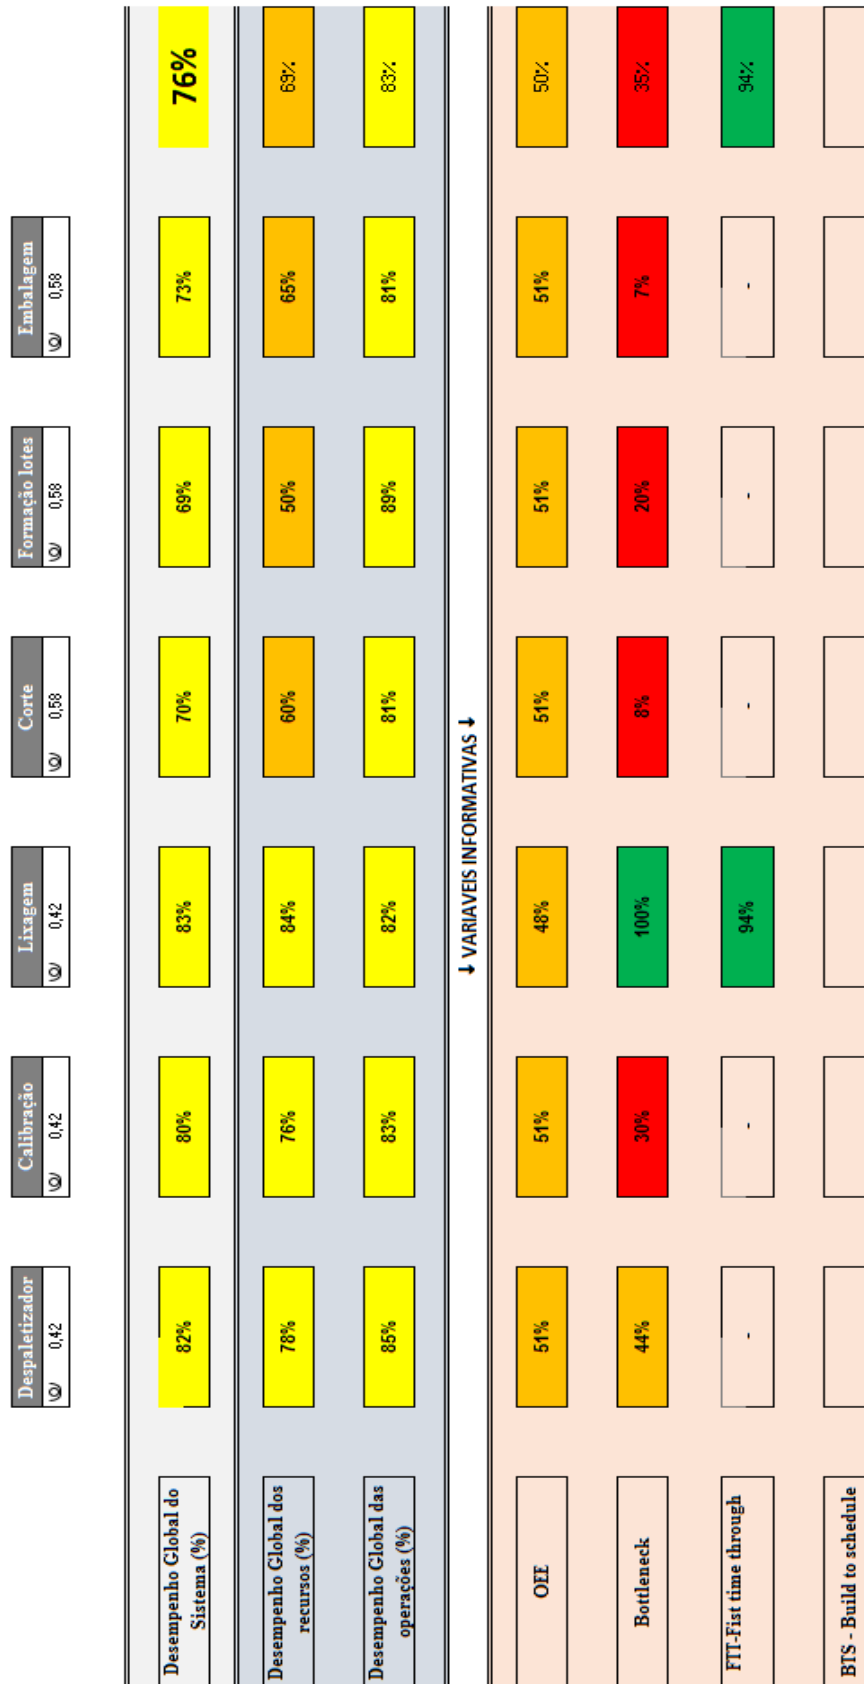 Despaletizador
0,42
Calibração
0,42
Lixagem
0,42
Corte
0,58
Formação lotes
0,58
Embalagem
0,58
Desempenho Global do
Sistema (%)
82%
80%
83%
70%
69%
73%
76%
Desempenho Global dos
recursos (%)
78%
76%
84%
60%
50%
65%
69%
Desempenho Global das
operações (%)
85%
83%
82%
81%
89%
81%
83%
↓ VARIAVEIS INFORMATIVAS ↓
OEE
51%
51%
48%
51%
51%
51%
50%
Bottleneck
44%
30%
100%
8%
20%
7%
35%
FTT-Fist time through
-
-
94%
-
-
-
94%
BTS - Build to schedule